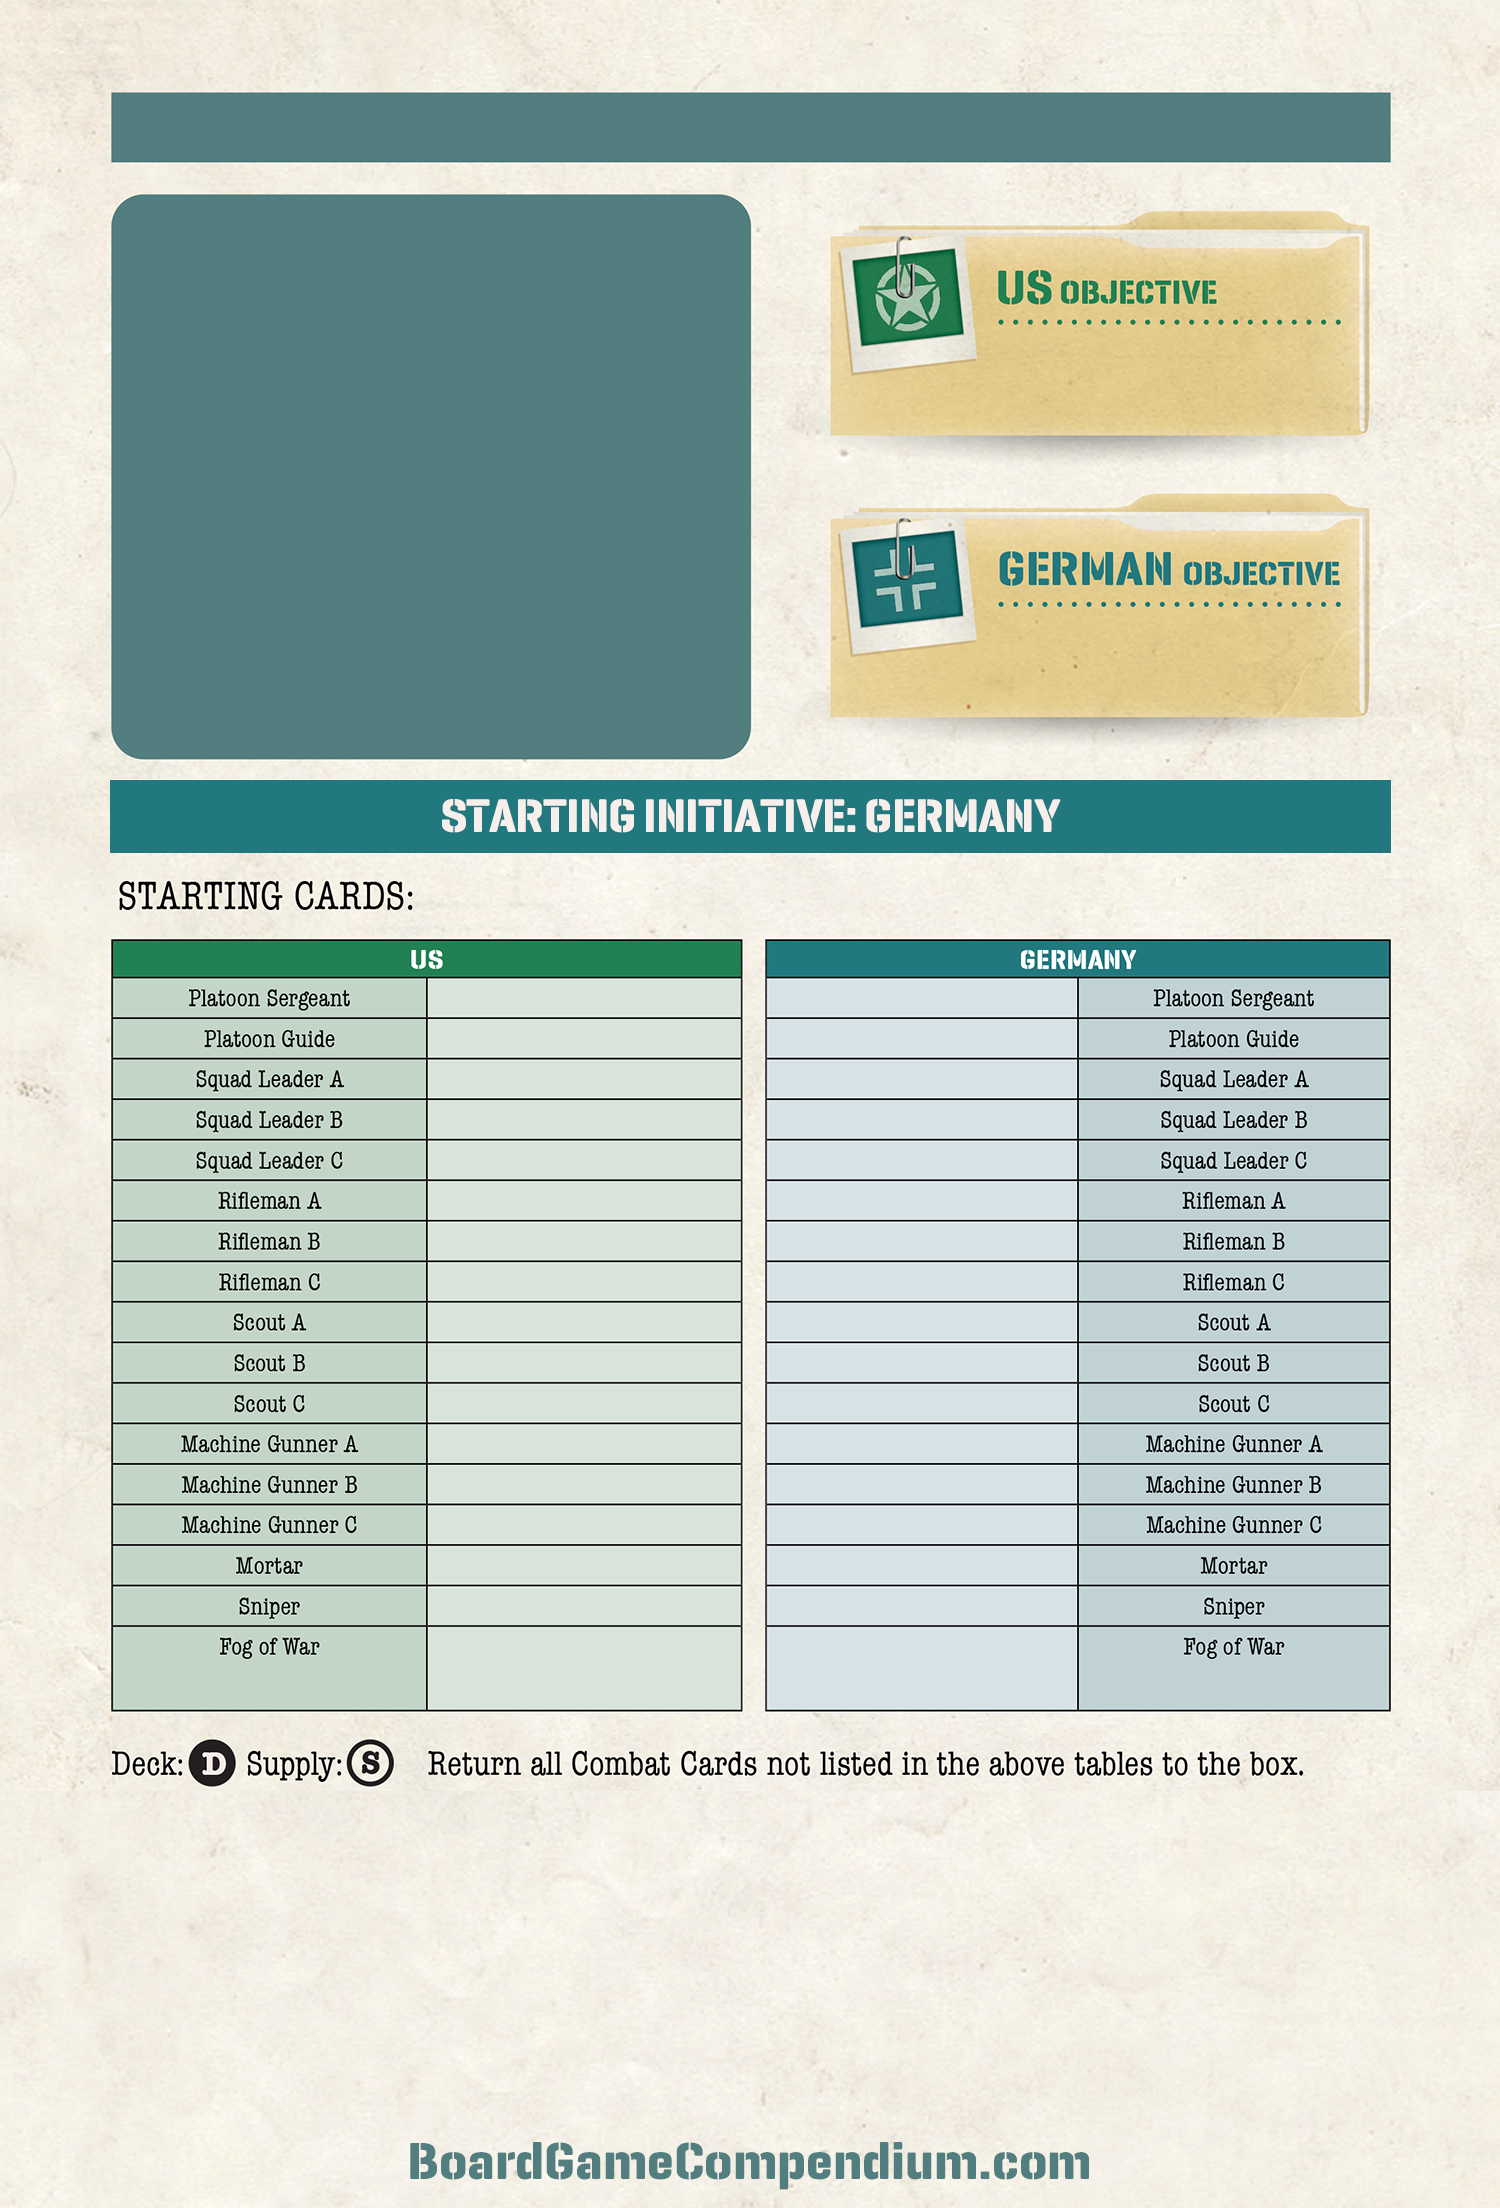 US OBJECTIVE
GERMAN OBJECTIVE
STARTING INITIATIVE: GERMANY
STARTING CARDS:
US
Platoon Sergeant
Platoon Guide
Squad Leader A
Squad Leader B
Squad Leader C
Rifleman A
Rifleman B
Rifleman C
Scout A
Scout B
Scout C
Machine Gunner A
Machine Gunner B
Machine Gunner C
Mortar
Sniper
Fog of War
GERMANY
Platoon Sergeant
Platoon Guide
Squad Leader A
Squad Leader B
Squad Leader C
Rifleman A
Rifleman B
Rifleman C
Scout A
Scout B
Scout C
Machine Gunner A
Machine Gunner B
Machine Gunner C
Mortar
Sniper
Fog of War
Deck: D Supply: S Return all Combat Cards not listed in the above tables to the box.
BoardGameCompendium.com